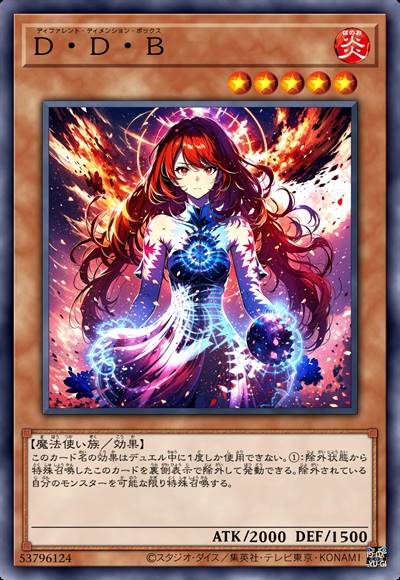 ディファレント・ディメンション・ボックス
D・D・B
ほのお
炎
【魔法使い族／効果】
このカード名の効果はデュエル中に１度しか使用できない。①：除外状態から
特殊召喚したこのカードを裏側表示で除外して発動できる。除外されている
自分のモンスターを可能な限り特殊召喚する。
ATK/2000 DEF/1500
53796124 ©スタジオ・ダイス／集英社・テレビ東京・KONAMI